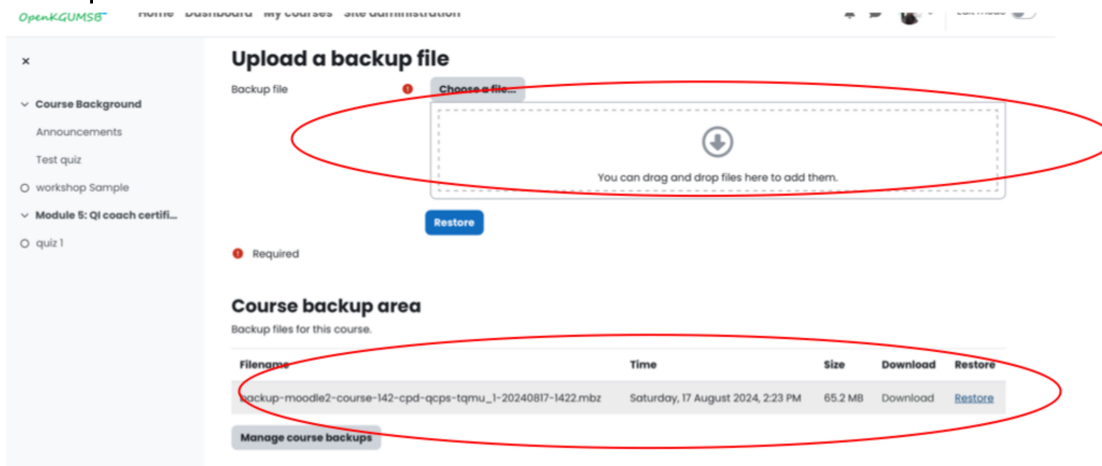 OpenKGUMSB Home Dashboard My courses Site administration Edit mode
Upload a backup file
Backup file Choose a file...
Course Background
Announcements
You can drag and drop files here to add them.
Test quiz
workshop Sample
Module 5: QI coach certifi...
Restore
quiz 1
Required
Course backup area
Backup files for this course.
Filename Time Size Download Restore
backup-moodle2-course-142-cpd-qcps-tqmu_1-20240817-1422.mbz Saturday, 17 August 2024, 2:23 PM 65.2 MB Download Restore
Manage course backups